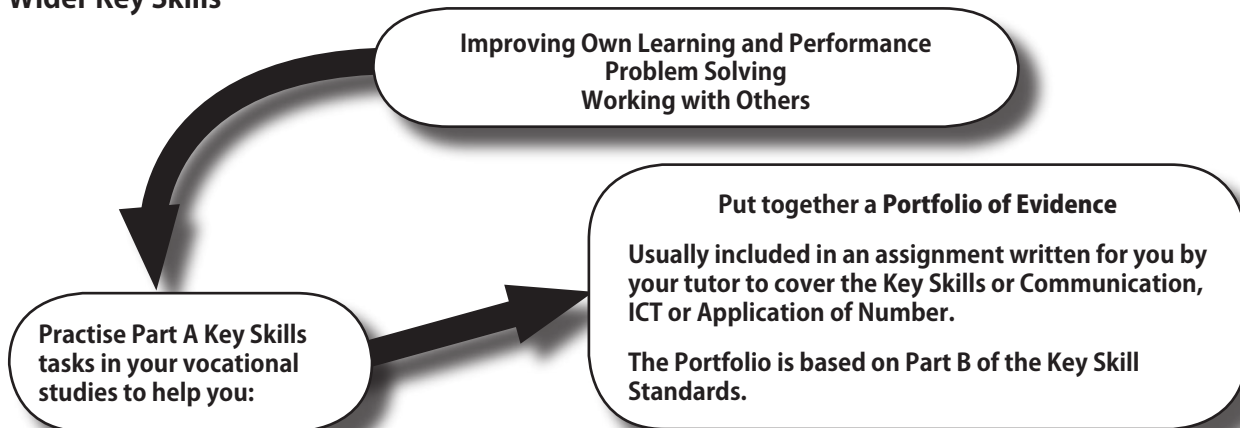 Wider Key Skills
Improving Own Learning and Performance
Problem Solving
Working with Others
Put together a Portfolio of Evidence
Usually included in an assignment written for you by
your tutor to cover the Key Skills or Communication,
ICT or Application of Number.
The Portfolio is based on Part B of the Key Skill
Standards.
Practise Part A Key Skills
tasks in your vocational
studies to help you: